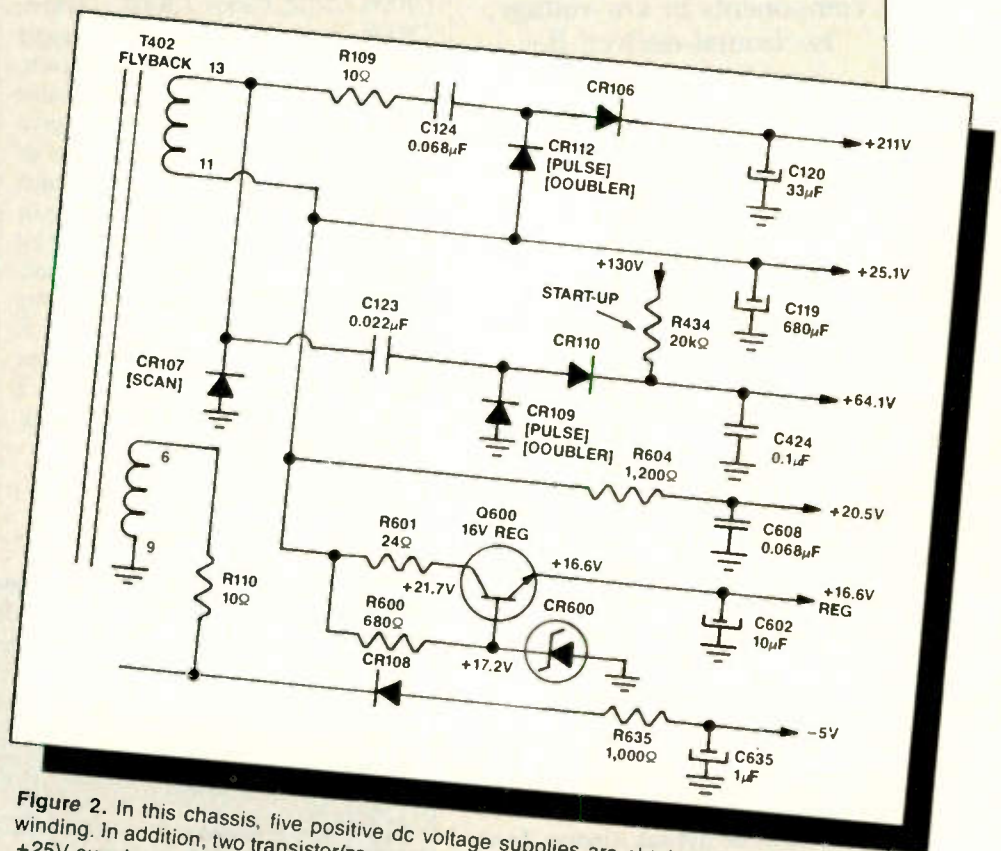 T402
FLYBACK
13
11
R109
10Ω
C124
0.068µF
CR106
CR112
[PULSE]
[DOUBLER]
+211V
C120
33µF
+25.1V
C119
680µF
+130V
START-UP
R434
20kΩ
C123
0.022µF
CR110
CR107
[SCAN]
CR109
[PULSE]
[DOUBLER]
+64.1V
C424
0.1µF
R604
1,200Ω
+20.5V
C608
0.068µF
6
9
R110
10Ω
R601
24Ω
Q600
16V REG
+21.7V
+16.6V
+16.6V
REG
C602
10µF
R600
680Ω
+17.2V
CR600
CR108
R635
1,000Ω
-5V
C635
1µF
Figure 2. In this chassis, five positive dc voltage supplies are
winding. In addition, two